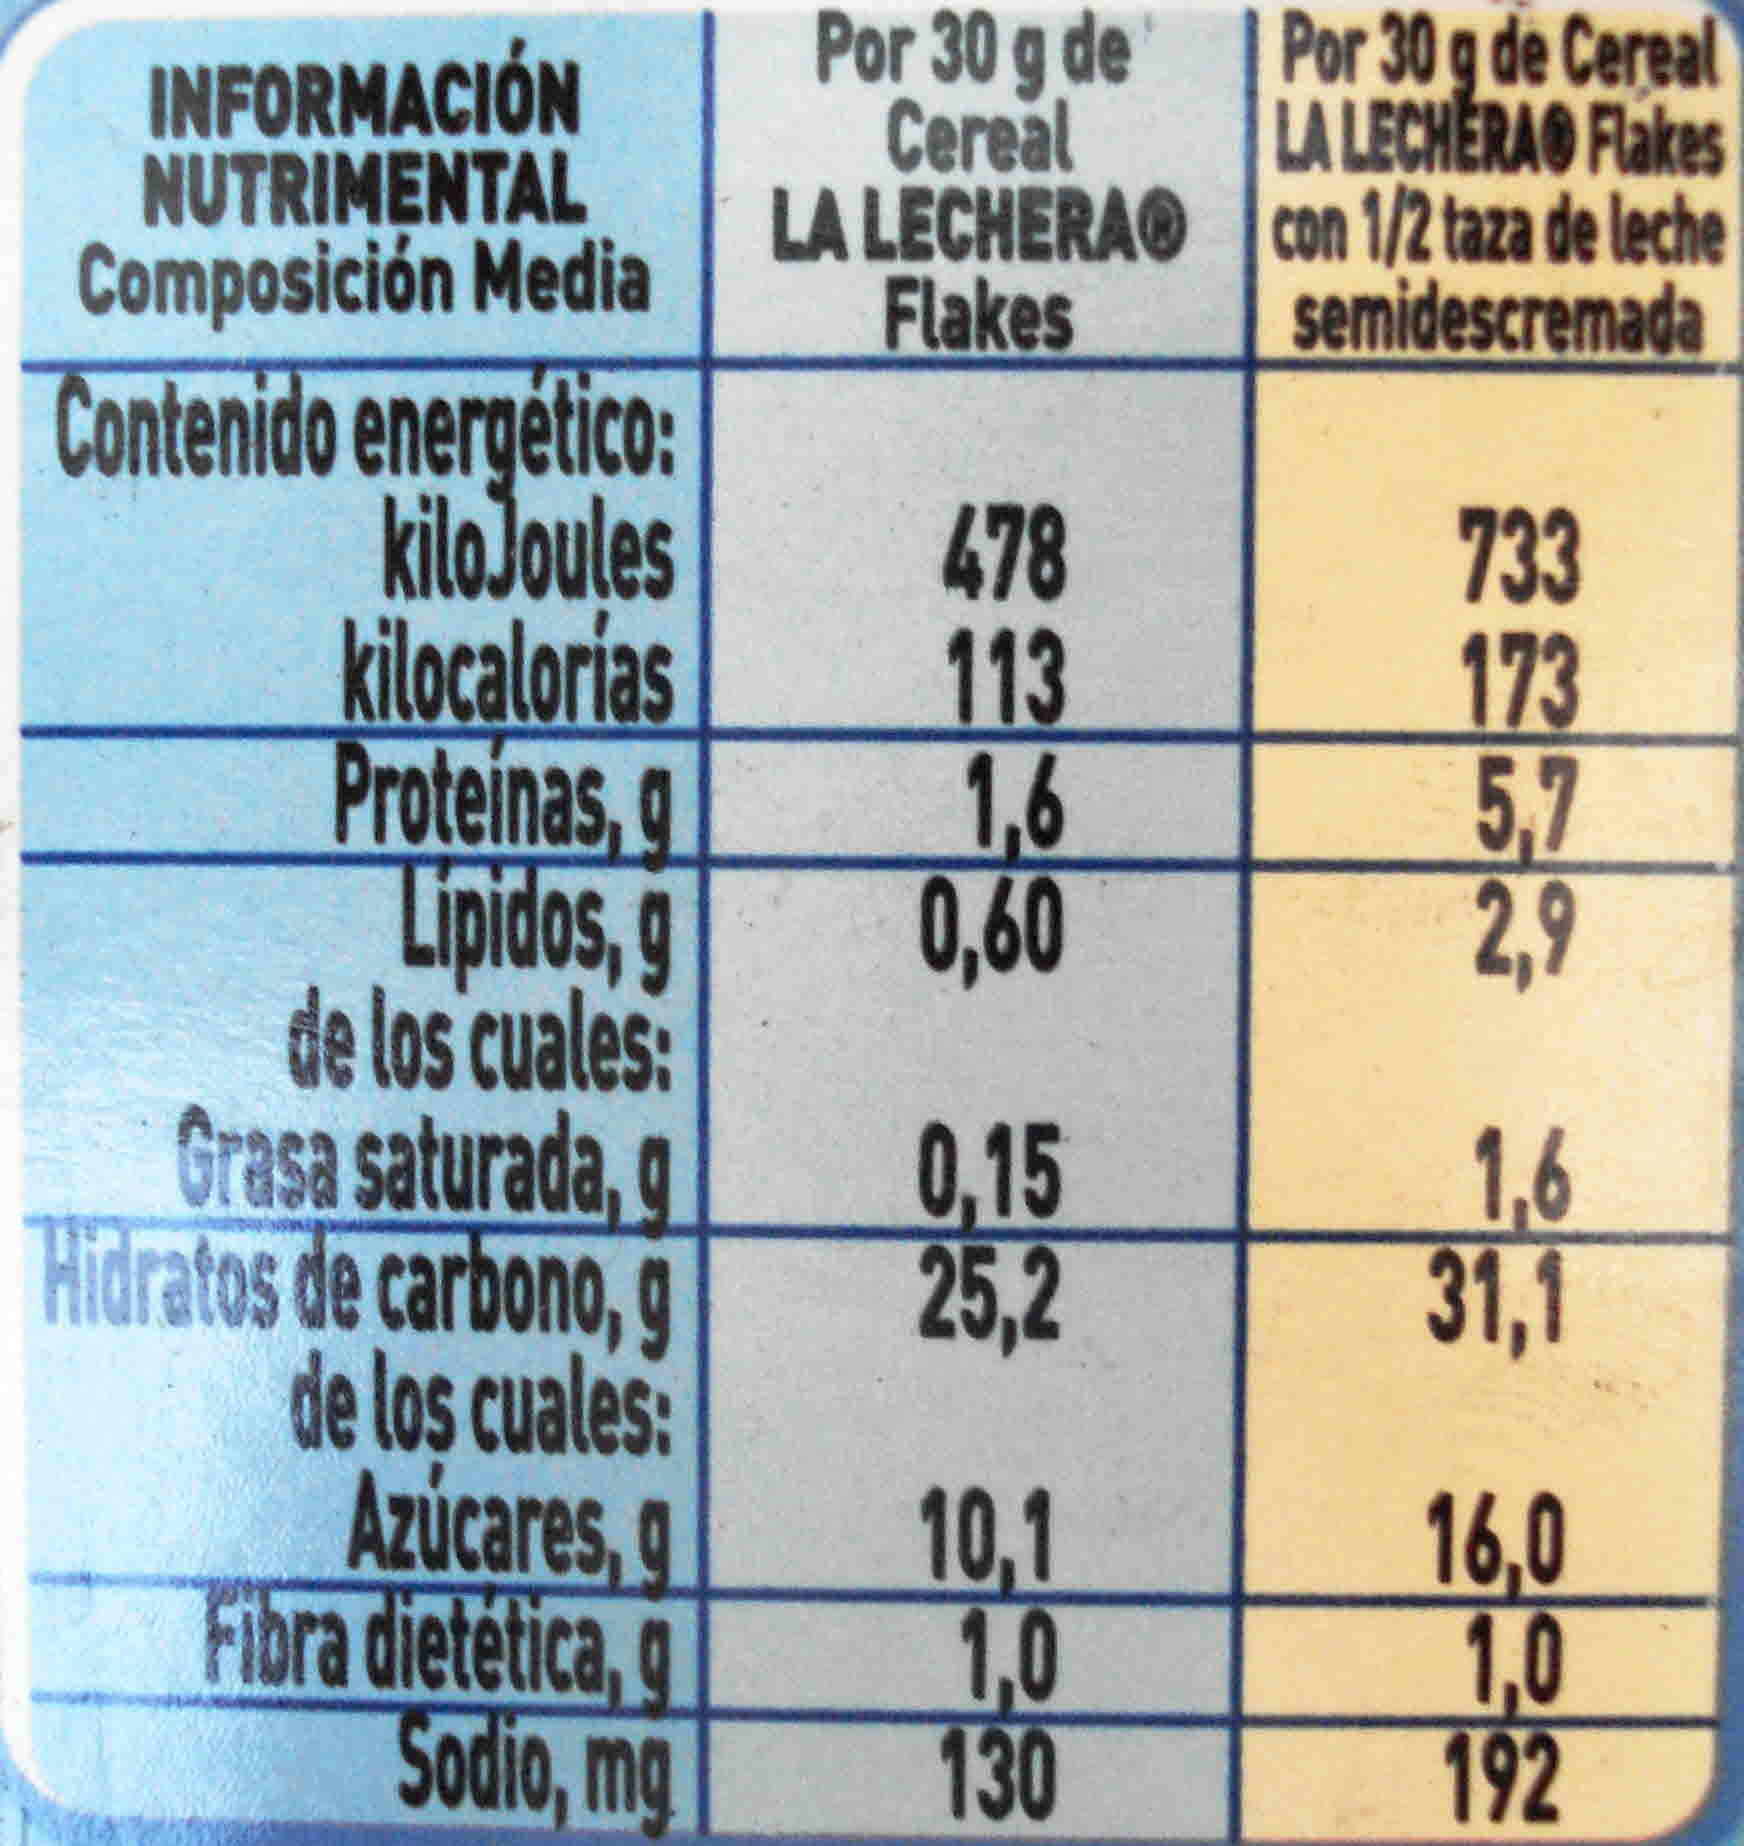 INFORMACIÓN
NUTRIMENTAL
Composición Media
Por 30 g de
Cereal
LA LECHERA®
Flakes
Por 30 g de Cereal
LA LECHERA® Flakes
con 1/2 taza de leche
semidescremada
Contenido energético:
kiloJoules 478 733
kilocalorías 113 173
Proteínas, g 1,6 5,7
Lípidos, g 0,60 2,9
de los cuales:
Grasa saturada, g 0,15 1,6
Hidratos de carbono, g 25,2 31,1
de los cuales:
Azúcares, g 10,1 16,0
Fibra dietética, g 1,0 1,0
Sodio, mg 130 192